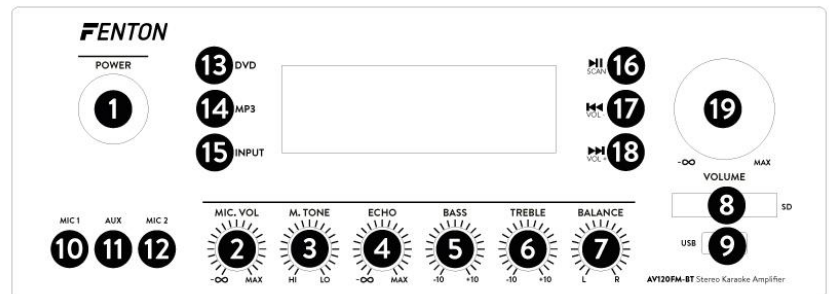 FENTON
POWER
1
13 DVD
14 MP3
15 INPUT
16
SCAN
17
VOL -
18
VOL +
19
-∞ MAX
VOLUME
8 SD
USB 9
MIC 1 AUX MIC 2
10 11 12
MIC. VOL M. TONE ECHO BASS TREBLE BALANCE
2 3 4 5 6 7
-∞ MAX HI LO -∞ MAX -10 +10 -10 +10 L R
AV120FM-BT Stereo Karaoke Amplifier